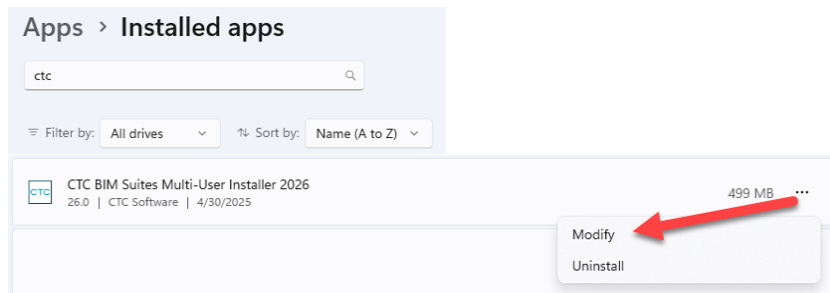 Apps > Installed apps
ctc
Filter by: All drives Sort by: Name (A to Z)
CTC CTC BIM Suites Multi-User Installer 2026
26.0 | CTC Software | 4/30/2025
499 MB ...
Modify
Uninstall